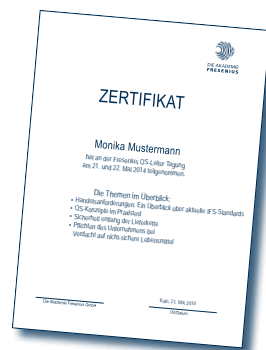 DIE AKADEMIE
FRESENIUS
ZERTIFIKAT
Monika Mustermann
hat an der Fresenius QS-Leiter Tagung
am 21. und 22. Mai 2014 teilgenommen.
Die Themen im Überblick:
• Handelsanforderungen: Ein Überblick über aktuelle IFS-Standards
• QS-Konzepte im Praxistest
• Sicherheit entlang der Lieferkette
• Pflichten des Unternehmens bei
Verdacht auf nicht sichere Lebensmittel
Die Akademie Fresenius GmbH
Köln, 21. Mai 2014
Ort/Datum